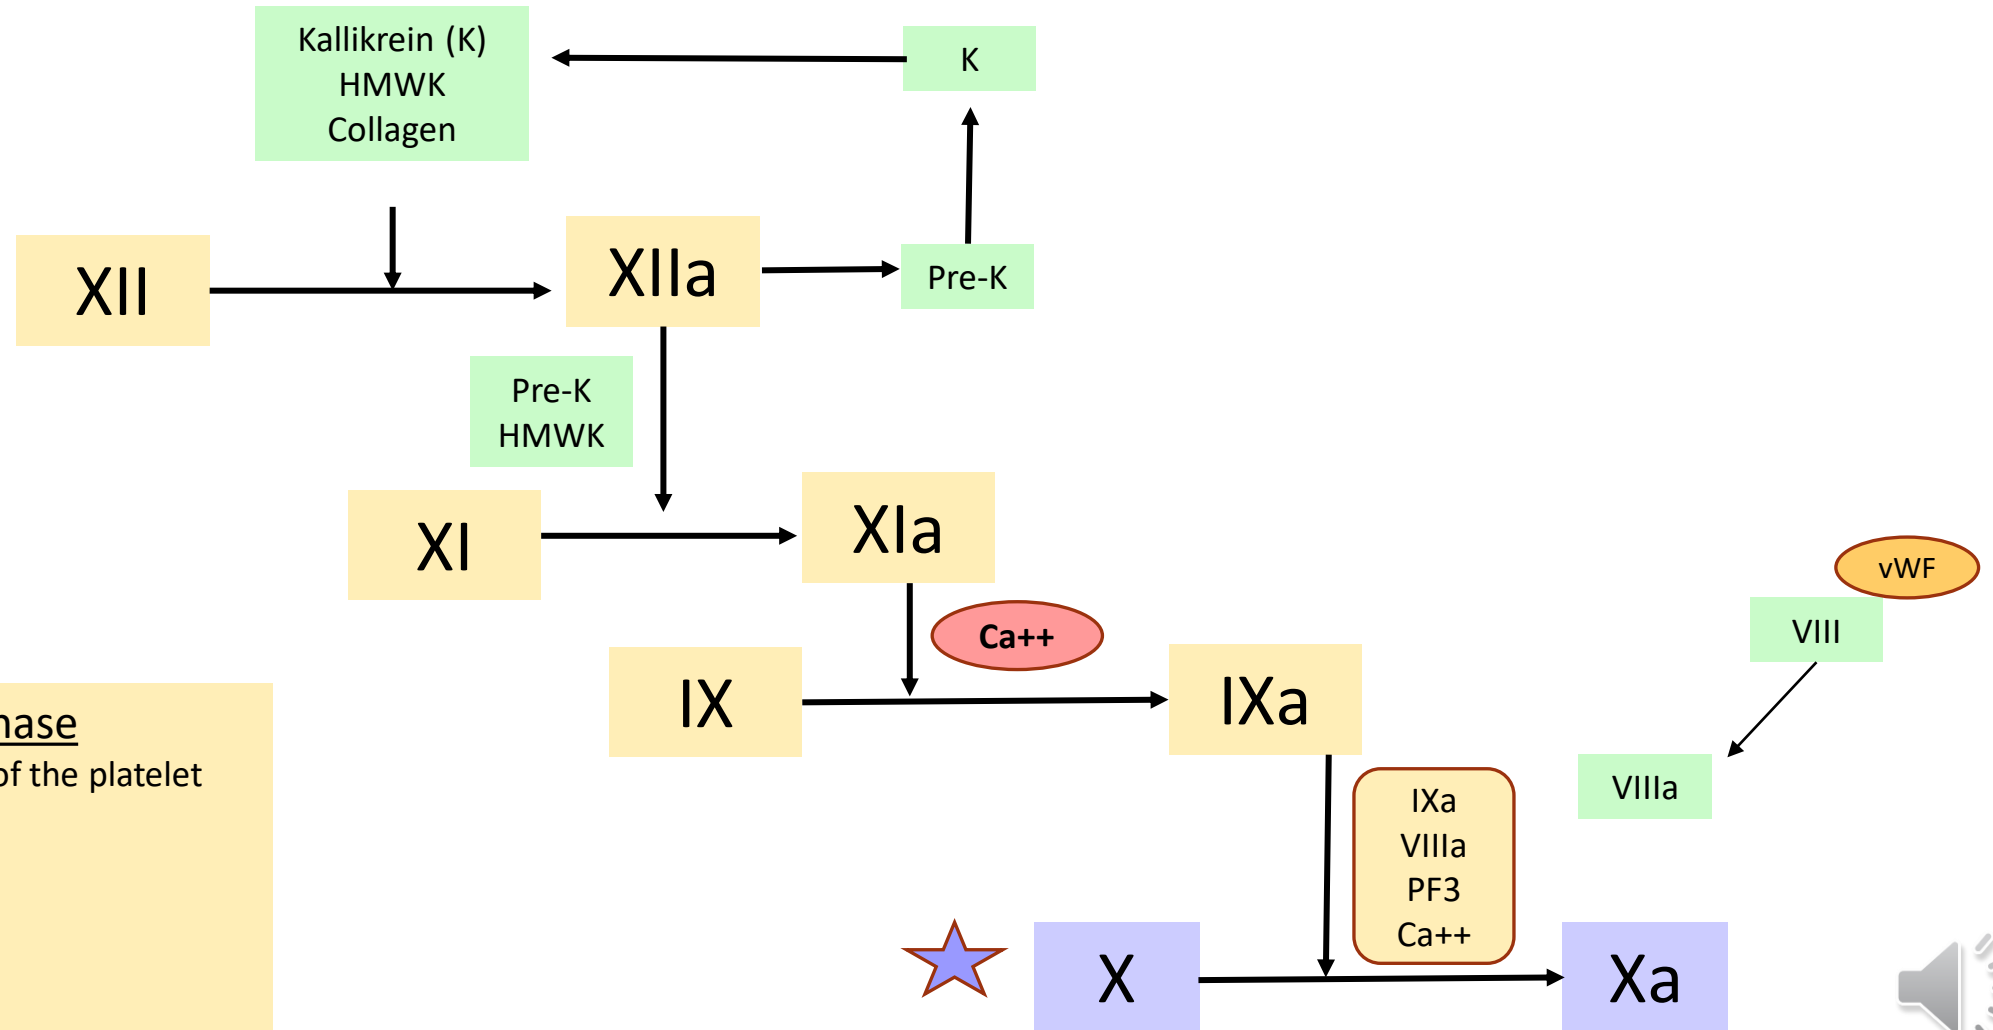 Kallikrein (K)
HMWK
Collagen
K
XII
XIIa
Pre-K
Pre-K
HMWK
XI
XIa
Ca++
vWF
VIII
IX
IXa
VIIIa
of the platelet
IXa
VIIIa
PF3
Ca++
X
Xa